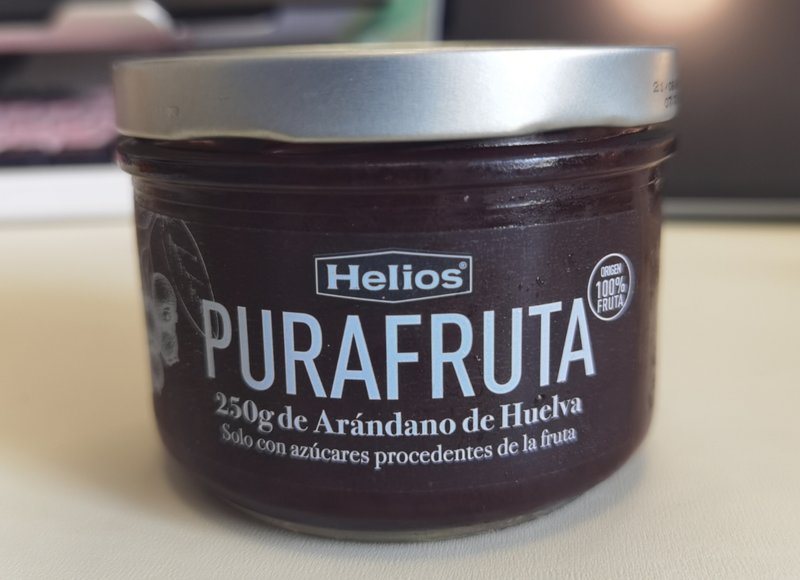 Helios®
PURAFRUTA
ORIGEN
100%
FRUTA
250g de Arándano de Huelva
Solo con azúcares procedentes de la fruta